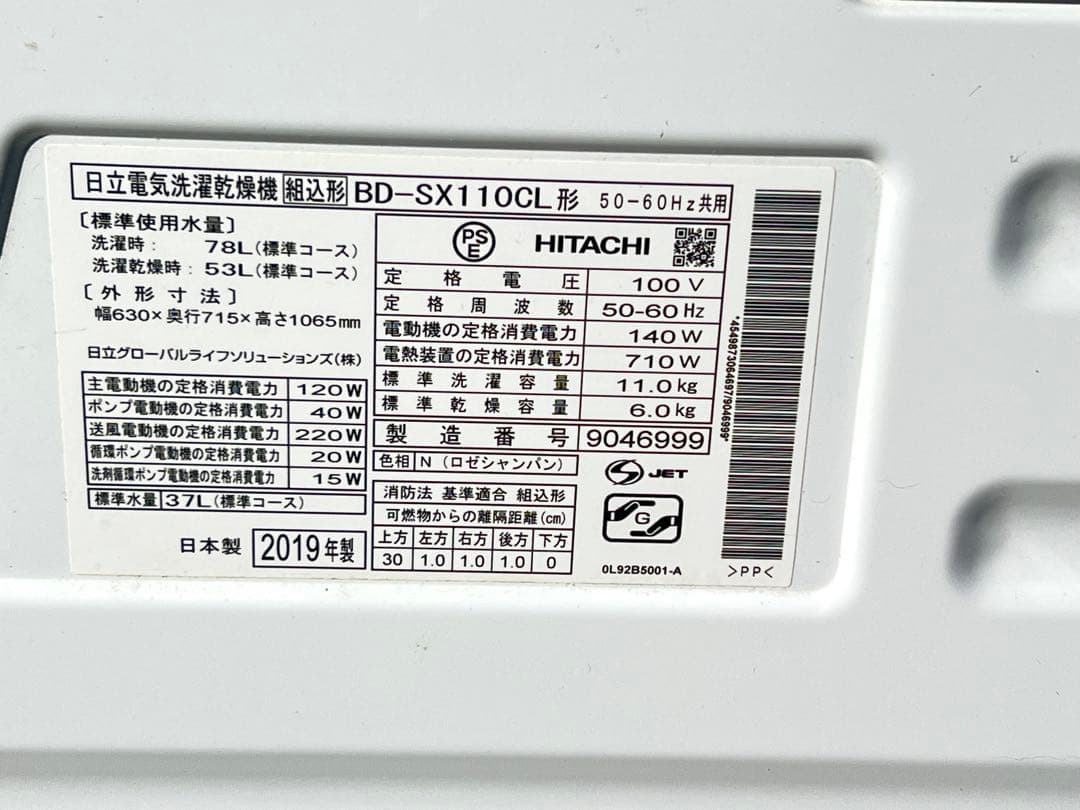 日立電気洗濯乾燥機 組込形 BD-SX110CL形 50-60Hz共用
〔標準使用水量〕
洗濯時： 78L(標準コース)
洗濯乾燥時：53L(標準コース)
〔外形寸法〕
幅630×奥行715×高さ1065mm
日立グローバルライフソリューションズ(株)
主電動機の定格消費電力 120W
ポンプ電動機の定格消費電力 40W
送風電動機の定格消費電力 220W
循環ポンプ電動機の定格消費電力 20W
洗剤循環ポンプ電動機の定格消費電力 15W
標準水量 37L(標準コース)
日本製 2019年製
PSE HITACHI
定格電圧 100V
定格周波数 50-60Hz
電動機の定格消費電力 140W
電熱装置の定格消費電力 710W
標準洗濯容量 11.0kg
標準乾燥容量 6.0kg
製造番号 9046999
色相 N (ロゼシャンパン)
消防法 基準適合 組込形
可燃物からの離隔距離(cm)
上方 左方 右方 後方 下方
30 1.0 1.0 1.0 0
S JET
G
0L92B5001-A
>PP<
*4549873064697/9046999*